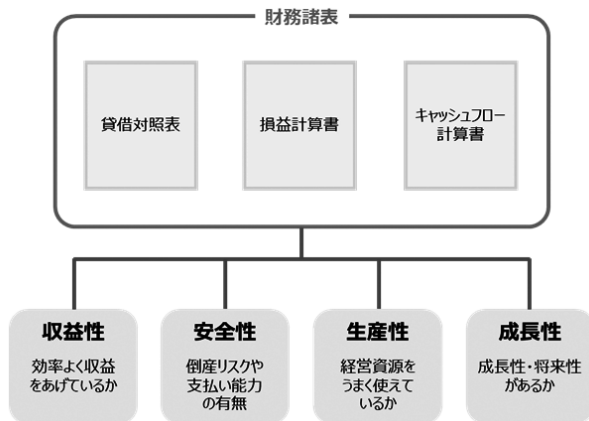 財務諸表
貸借対照表
損益計算書
キャッシュフロー
計算書
収益性
効率よく収益
をあげているか
安全性
倒産リスクや
支払い能力
の有無
生産性
経営資源を
うまく使えて
いるか
成長性
成長性・将来性
があるか